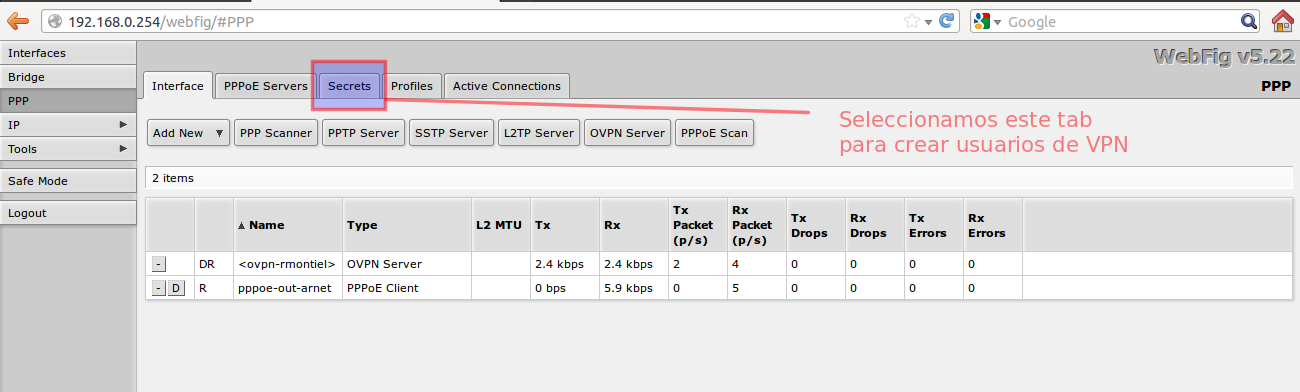 192.168.0.254/webfig/#PPP
Google
Interfaces
Bridge
PPP
IP
Tools
Safe Mode
Logout
WebFig v5.22
Interface PPPoE Servers Secrets Profiles Active Connections
PPP
Add New PPP Scanner PPTP Server SSTP Server L2TP Server OVPN Server PPPoE Scan
Seleccionamos este tab
para crear usuarios de VPN
2 items
Name Type L2 MTU Tx Rx Tx Packet (p/s) Rx Packet (p/s) Tx Drops Rx Drops Tx Errors Rx Errors
- DR <ovpn-rmontiel> OVPN Server 2.4 kbps 2.4 kbps 2 4 0 0 0 0
- D R pppoe-out-arnet PPPoE Client 0 bps 5.9 kbps 0 5 0 0 0 0